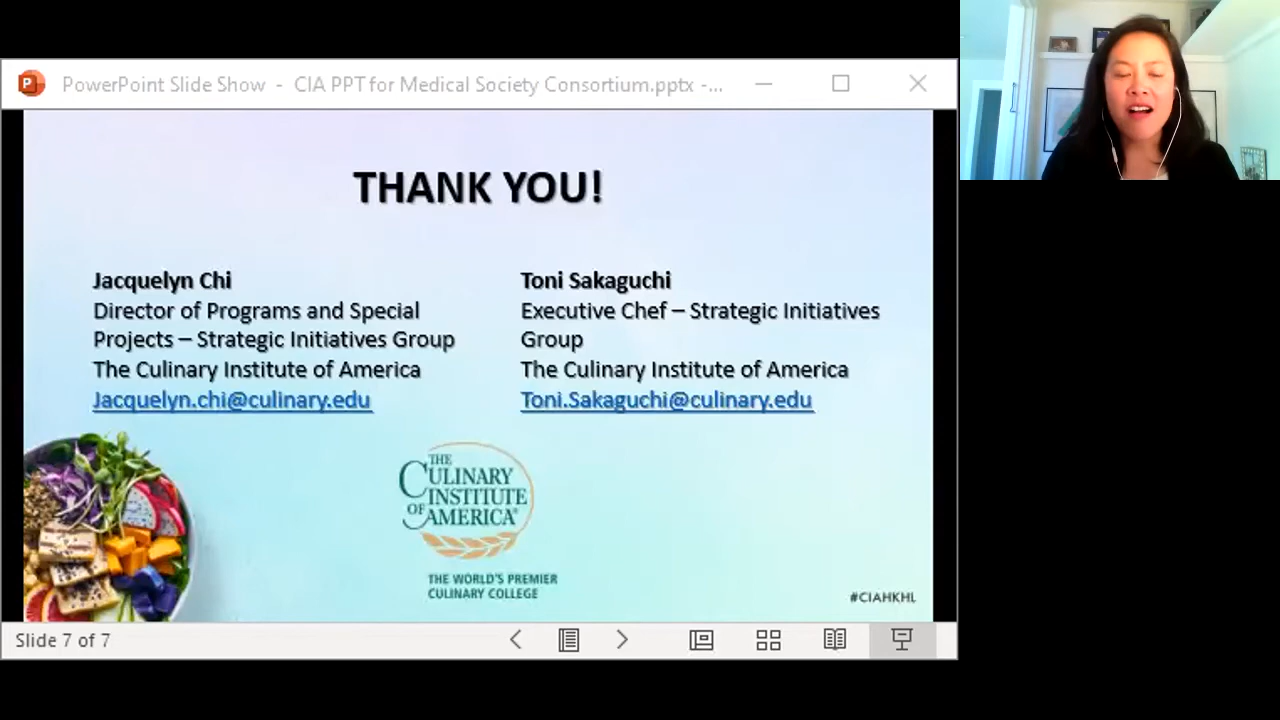 PowerPoint Slide Show - CIA PPT for Medical Society Consortium.pptx -...
THANK YOU!
Jacquelyn Chi
Director of Programs and Special
Projects – Strategic Initiatives Group
The Culinary Institute of America
Jacquelyn.chi@culinary.edu
Toni Sakaguchi
Executive Chef – Strategic Initiatives
Group
The Culinary Institute of America
Toni.Sakaguchi@culinary.edu
THE
CULINARY
INSTITUTE
OF AMERICA®
THE WORLD'S PREMIER
CULINARY COLLEGE
#CIAHKHL
Slide 7 of 7